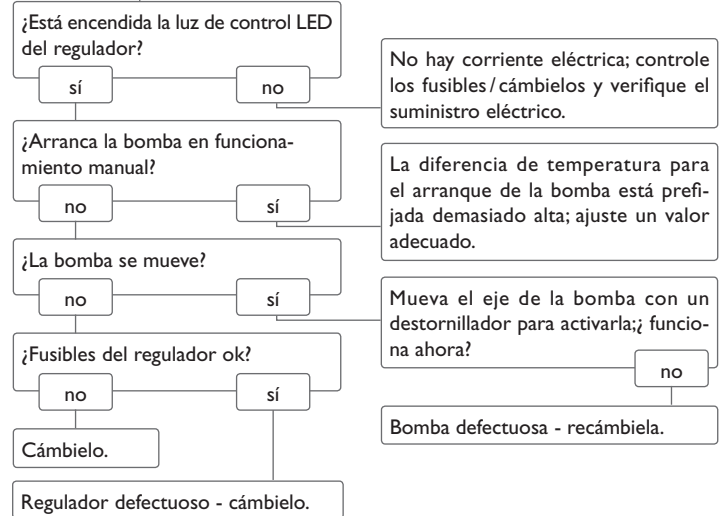 ¿Está encendida la luz de control LED
del regulador?
sí
no
No hay corriente eléctrica; controle
los fusibles/cámbielos y verifique el
suministro eléctrico.
¿Arranca la bomba en funciona-
miento manual?
no
sí
La diferencia de temperatura para
el arranque de la bomba está prefi-
jada demasiado alta; ajuste un valor
adecuado.
¿La bomba se mueve?
no
sí
Mueva el eje de la bomba con un
destornillador para activarla;¿ funcio-
na ahora?
no
Bomba defectuosa - recámbiela.
¿Fusibles del regulador ok?
no
sí
Cámbielo.
Regulador defectuoso - cámbielo.